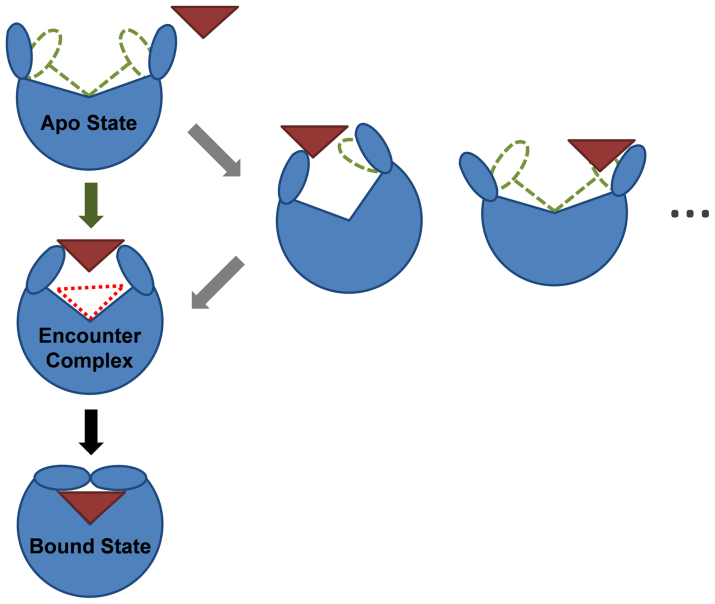 Apo State
...
Encounter
Complex
Bound State